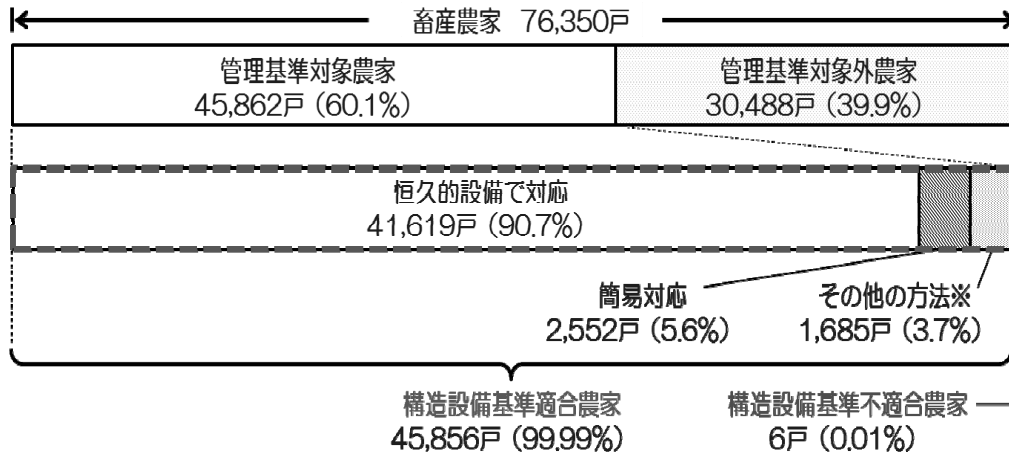 畜産農家 76,350戸
管理基準対象農家
45,862戸 (60.1%)
管理基準対象外農家
30,488戸 (39.9%)
恒久的設備で対応
41,619戸 (90.7%)
簡易対応
2,552戸 (5.6%)
その他の方法※
1,685戸 (3.7%)
構造設備基準適合農家
45,856戸 (99.99%)
構造設備基準不適合農家
6戸 (0.01%)